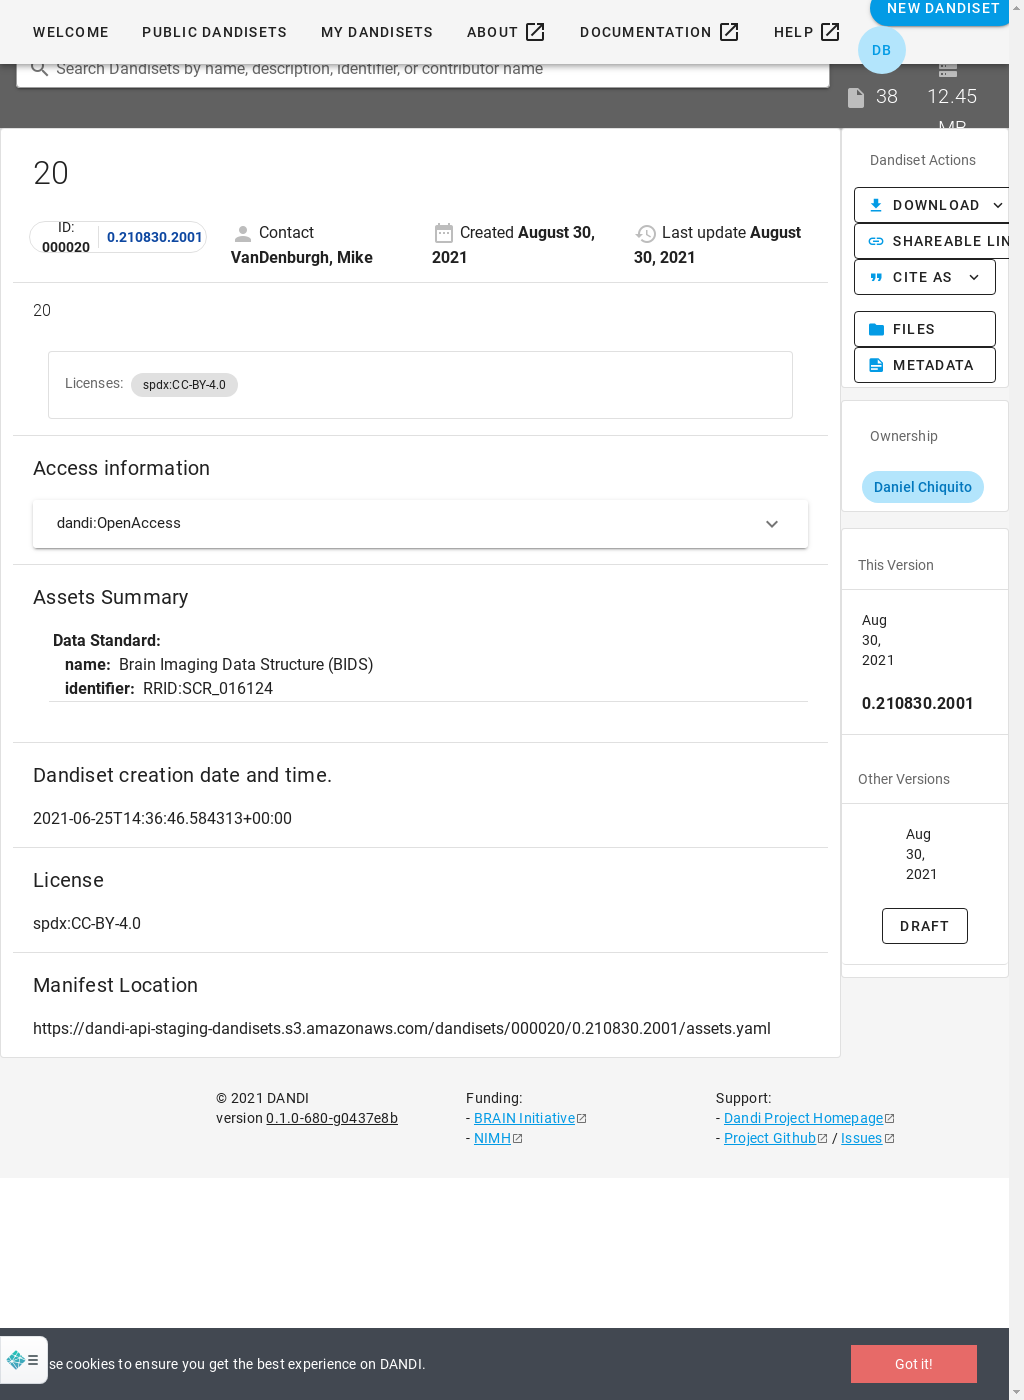 WELCOME PUBLIC DANDISETS MY DANDISETS ABOUT DOCUMENTATION HELP NEW DANDISET
DB
Search Dandisets by name, description, identifier, or contributor name
38 12.45
MB
20
ID:
000020 0.210830.2001
Contact
VanDenburgh, Mike
Created August 30,
2021
Last update August
30, 2021
20
Licenses: spdx:CC-BY-4.0
Access information
dandi:OpenAccess
Assets Summary
Data Standard:
name: Brain Imaging Data Structure (BIDS)
identifier: RRID:SCR_016124
Dandiset creation date and time.
2021-06-25T14:36:46.584313+00:00
License
spdx:CC-BY-4.0
Manifest Location
https://dandi-api-staging-dandisets.s3.amazonaws.com/dandisets/000020/0.210830.2001/assets.yaml
Dandiset Actions
DOWNLOAD
SHAREABLE LIN
CITE AS
FILES
METADATA
Ownership
Daniel Chiquito
This Version
Aug
30,
2021
0.210830.2001
Other Versions
Aug
30,
2021
DRAFT
© 2021 DANDI
version 0.1.0-680-g0437e8b
Funding:
- BRAIN Initiative
- NIMH
Support:
- Dandi Project Homepage
- Project Github / Issues
se cookies to ensure you get the best experience on DANDI.
Got it!